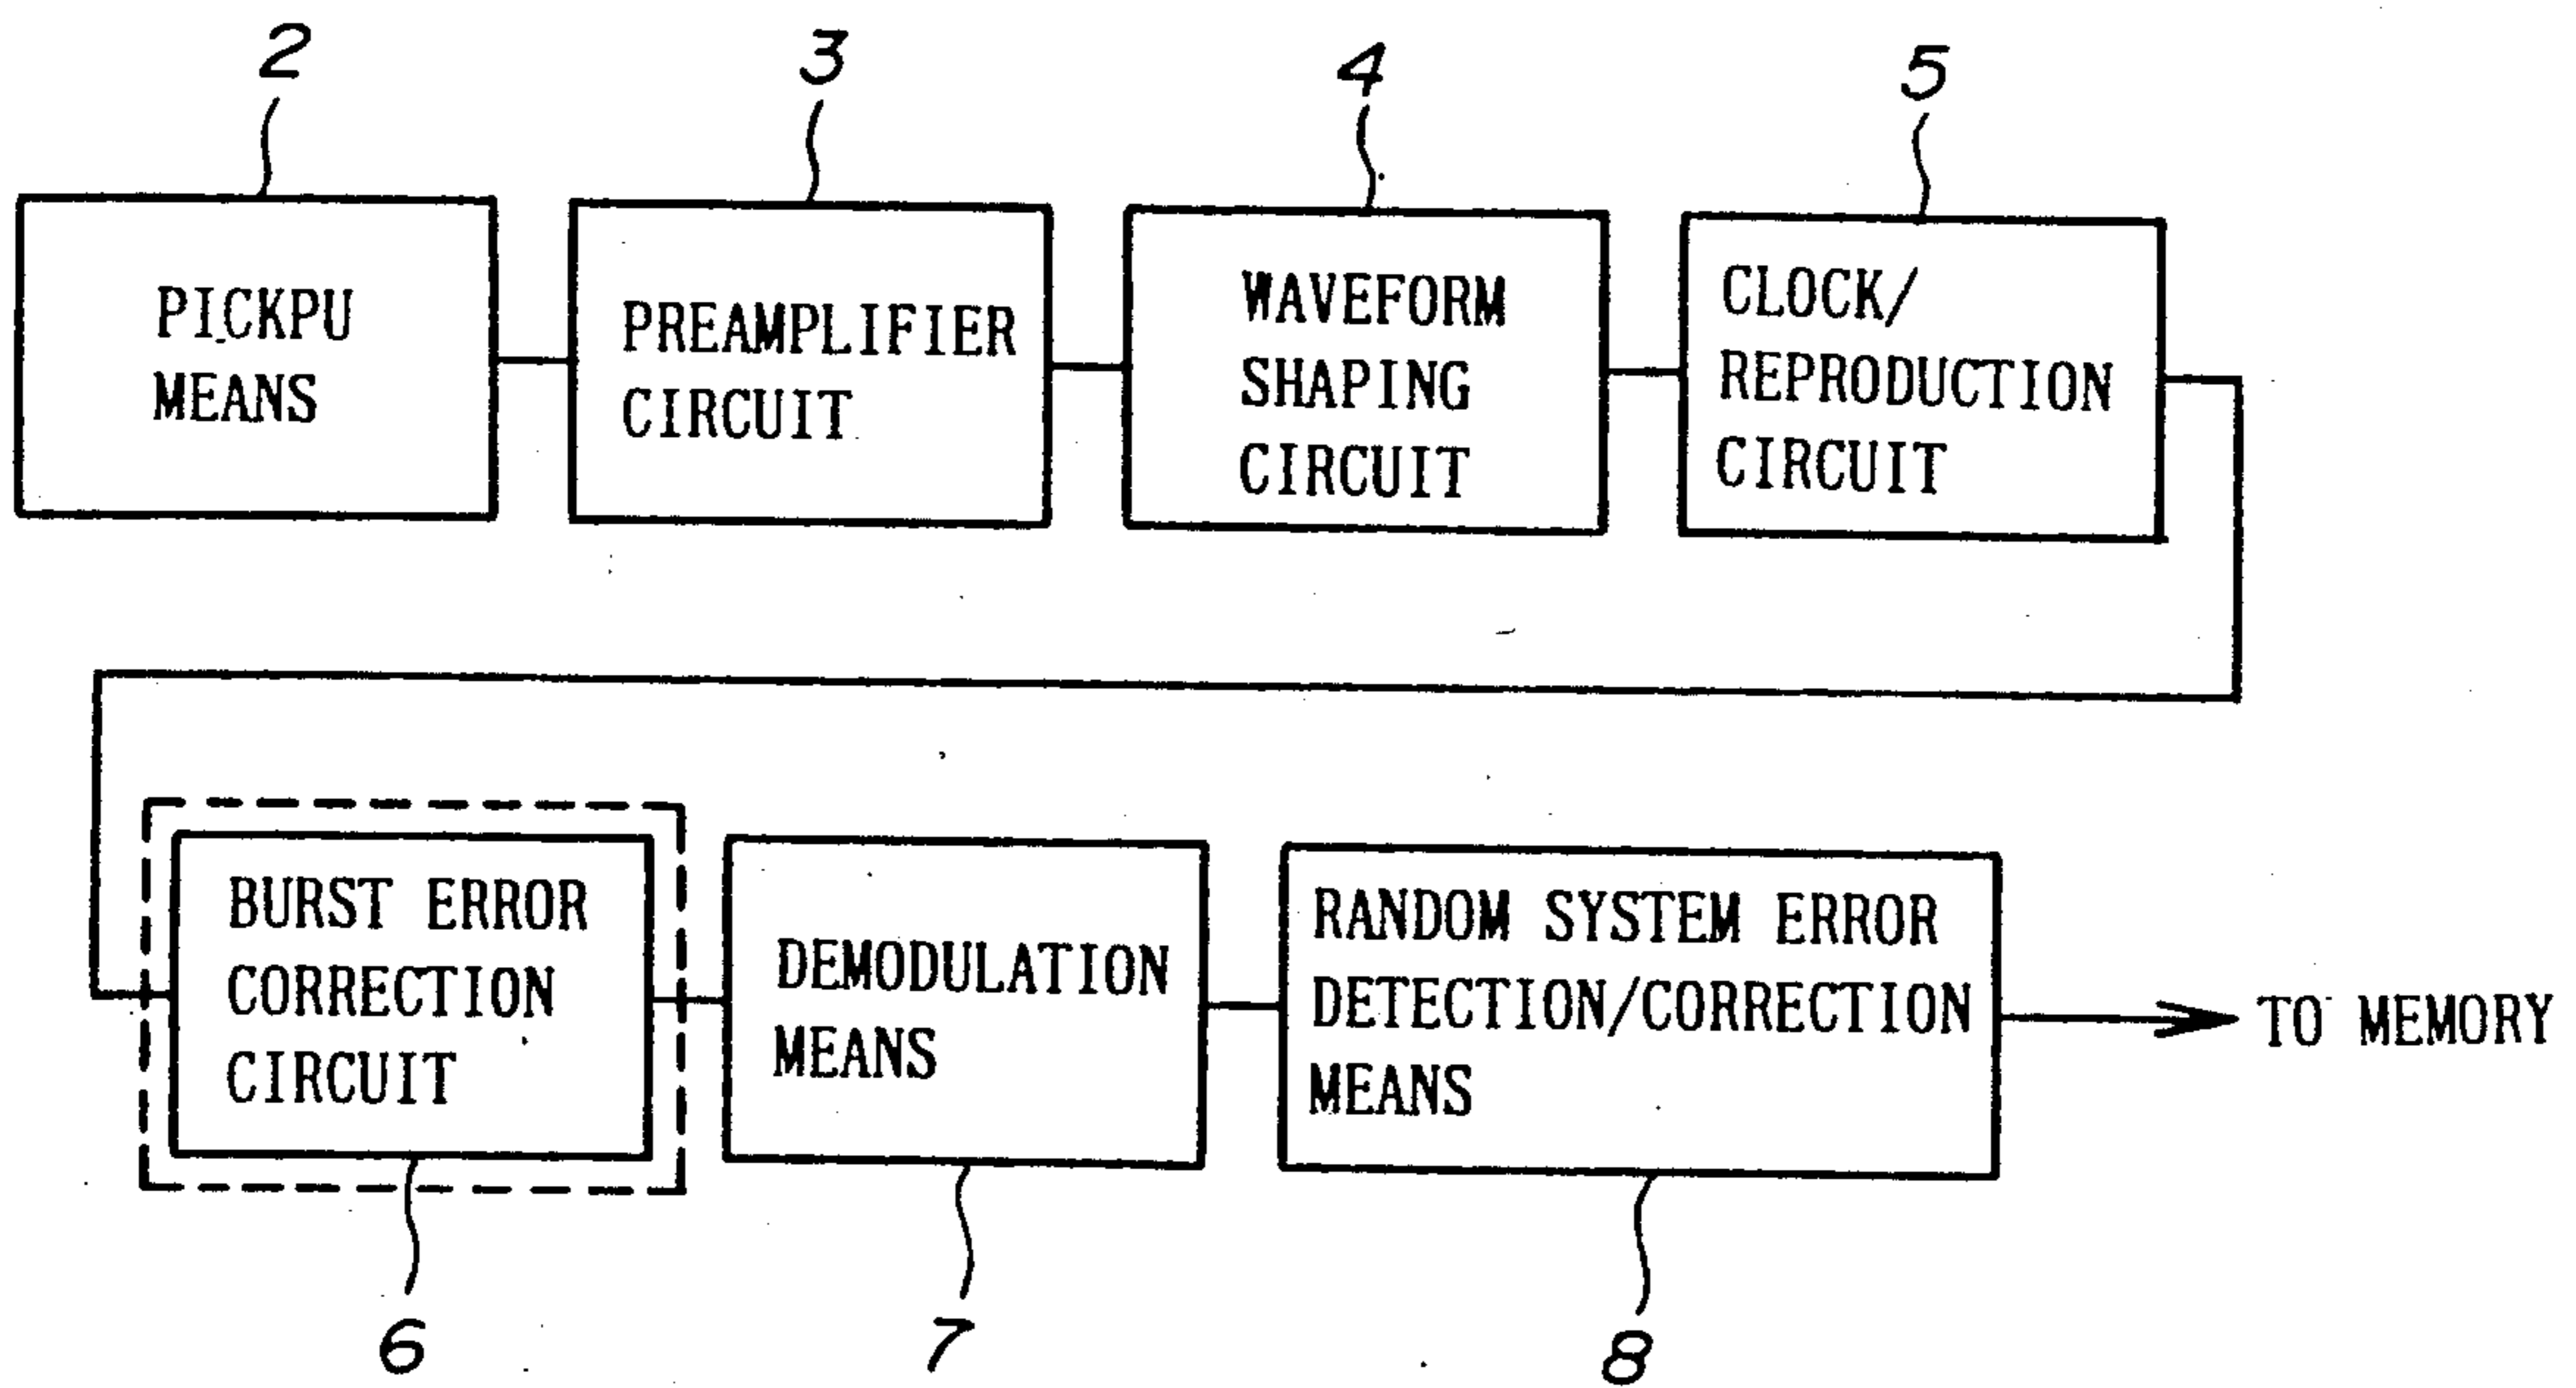 2
3
4
5
PICKPU
MEANS
PREAMPLIFIER
CIRCUIT
WAVEFORM
SHAPING
CIRCUIT
CLOCK/
REPRODUCTION
CIRCUIT
BURST ERROR
CORRECTION
CIRCUIT
DEMODULATION
MEANS
RANDOM SYSTEM ERROR
DETECTION/CORRECTION
MEANS
TO MEMORY
6
7
8